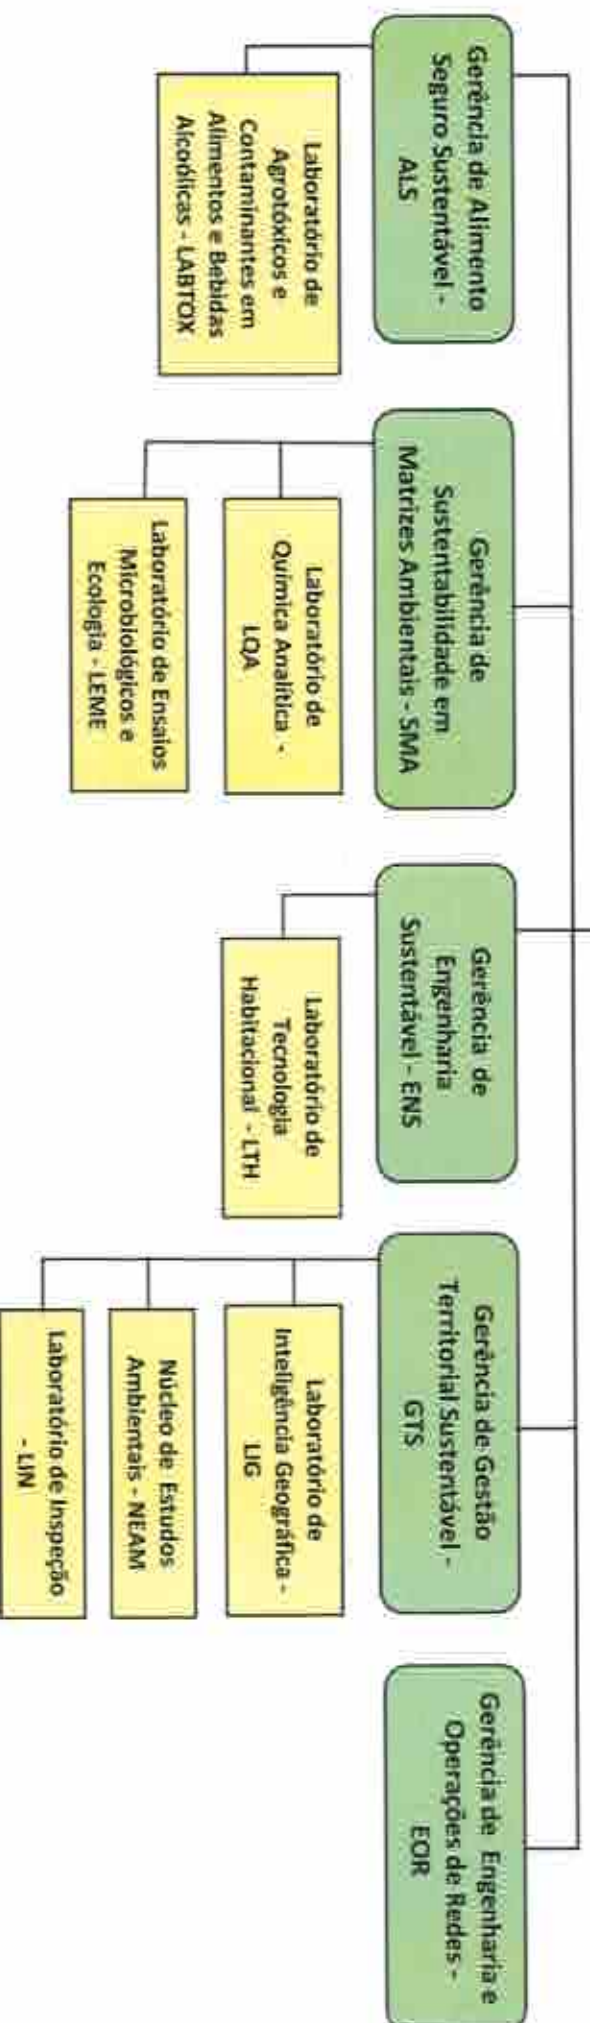 Gerência de Alimento
Seguro Sustentável -
ALS
Laboratório de
Agrotóxicos e
Contaminantes em
Alimentos e Bebidas
Alcoólicas - LABTOX
Gerência de
Sustentabilidade em
Matrizes Ambientais - SMA
Laboratório de
Química Analítica -
LQA
Laboratório de Ensaios
Microbiológicos e
Ecologia - LEME
Gerência de
Engenharia
Sustentável - ENS
Laboratório de
Tecnologia
Habitacional - LTH
Gerência de Gestão
Territorial Sustentável -
GTS
Laboratório de
Inteligência Geográfica -
LIG
Núcleo de Estudos
Ambientais - NEAM
Laboratório de Inspeção
- LIN
Gerência de Engenharia e
Operações de Redes -
EOR